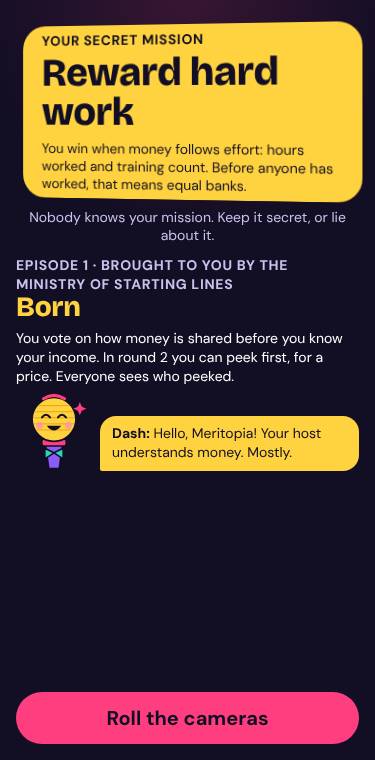 YOUR SECRET MISSION
Reward hard
work
You win when money follows effort: hours
worked and training count. Before anyone has
worked, that means equal banks.
Nobody knows your mission. Keep it secret, or lie
about it.
EPISODE 1 · BROUGHT TO YOU BY THE
MINISTRY OF STARTING LINES
Born
You vote on how money is shared before you know
your income. In round 2 you can peek first, for a
price. Everyone sees who peeked.
Dash: Hello, Meritopia! Your host
understands money. Mostly.
Roll the cameras